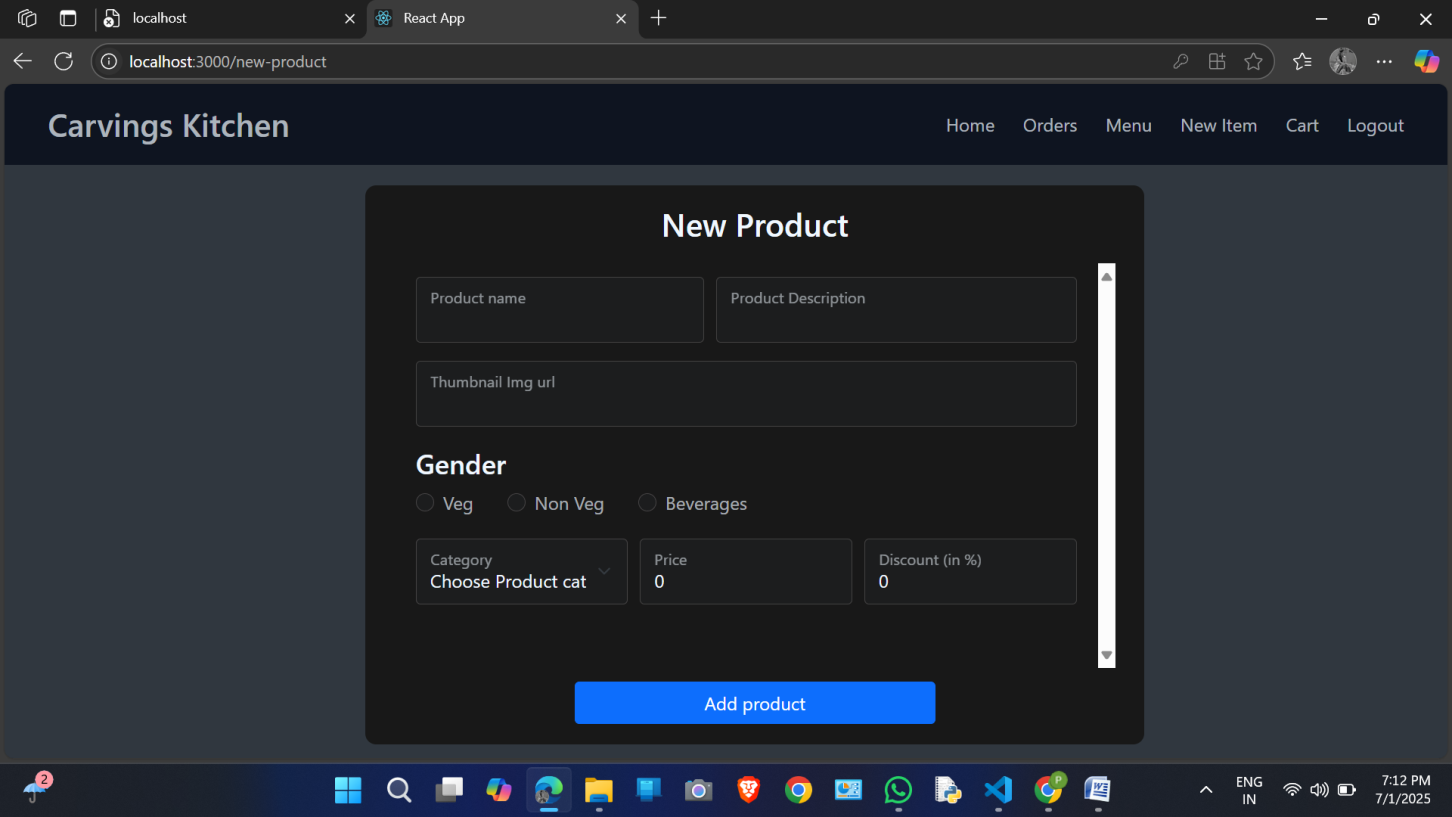 localhost
React App
localhost:3000/new-product
Carvings Kitchen
Home Orders Menu New Item Cart Logout
New Product
Product name Product Description
Thumbnail Img url
Gender
Veg Non Veg Beverages
Category Price Discount (in %)
Choose Product cat 0 0
Add product
2
P
ENG
IN
7:12 PM
7/1/2025